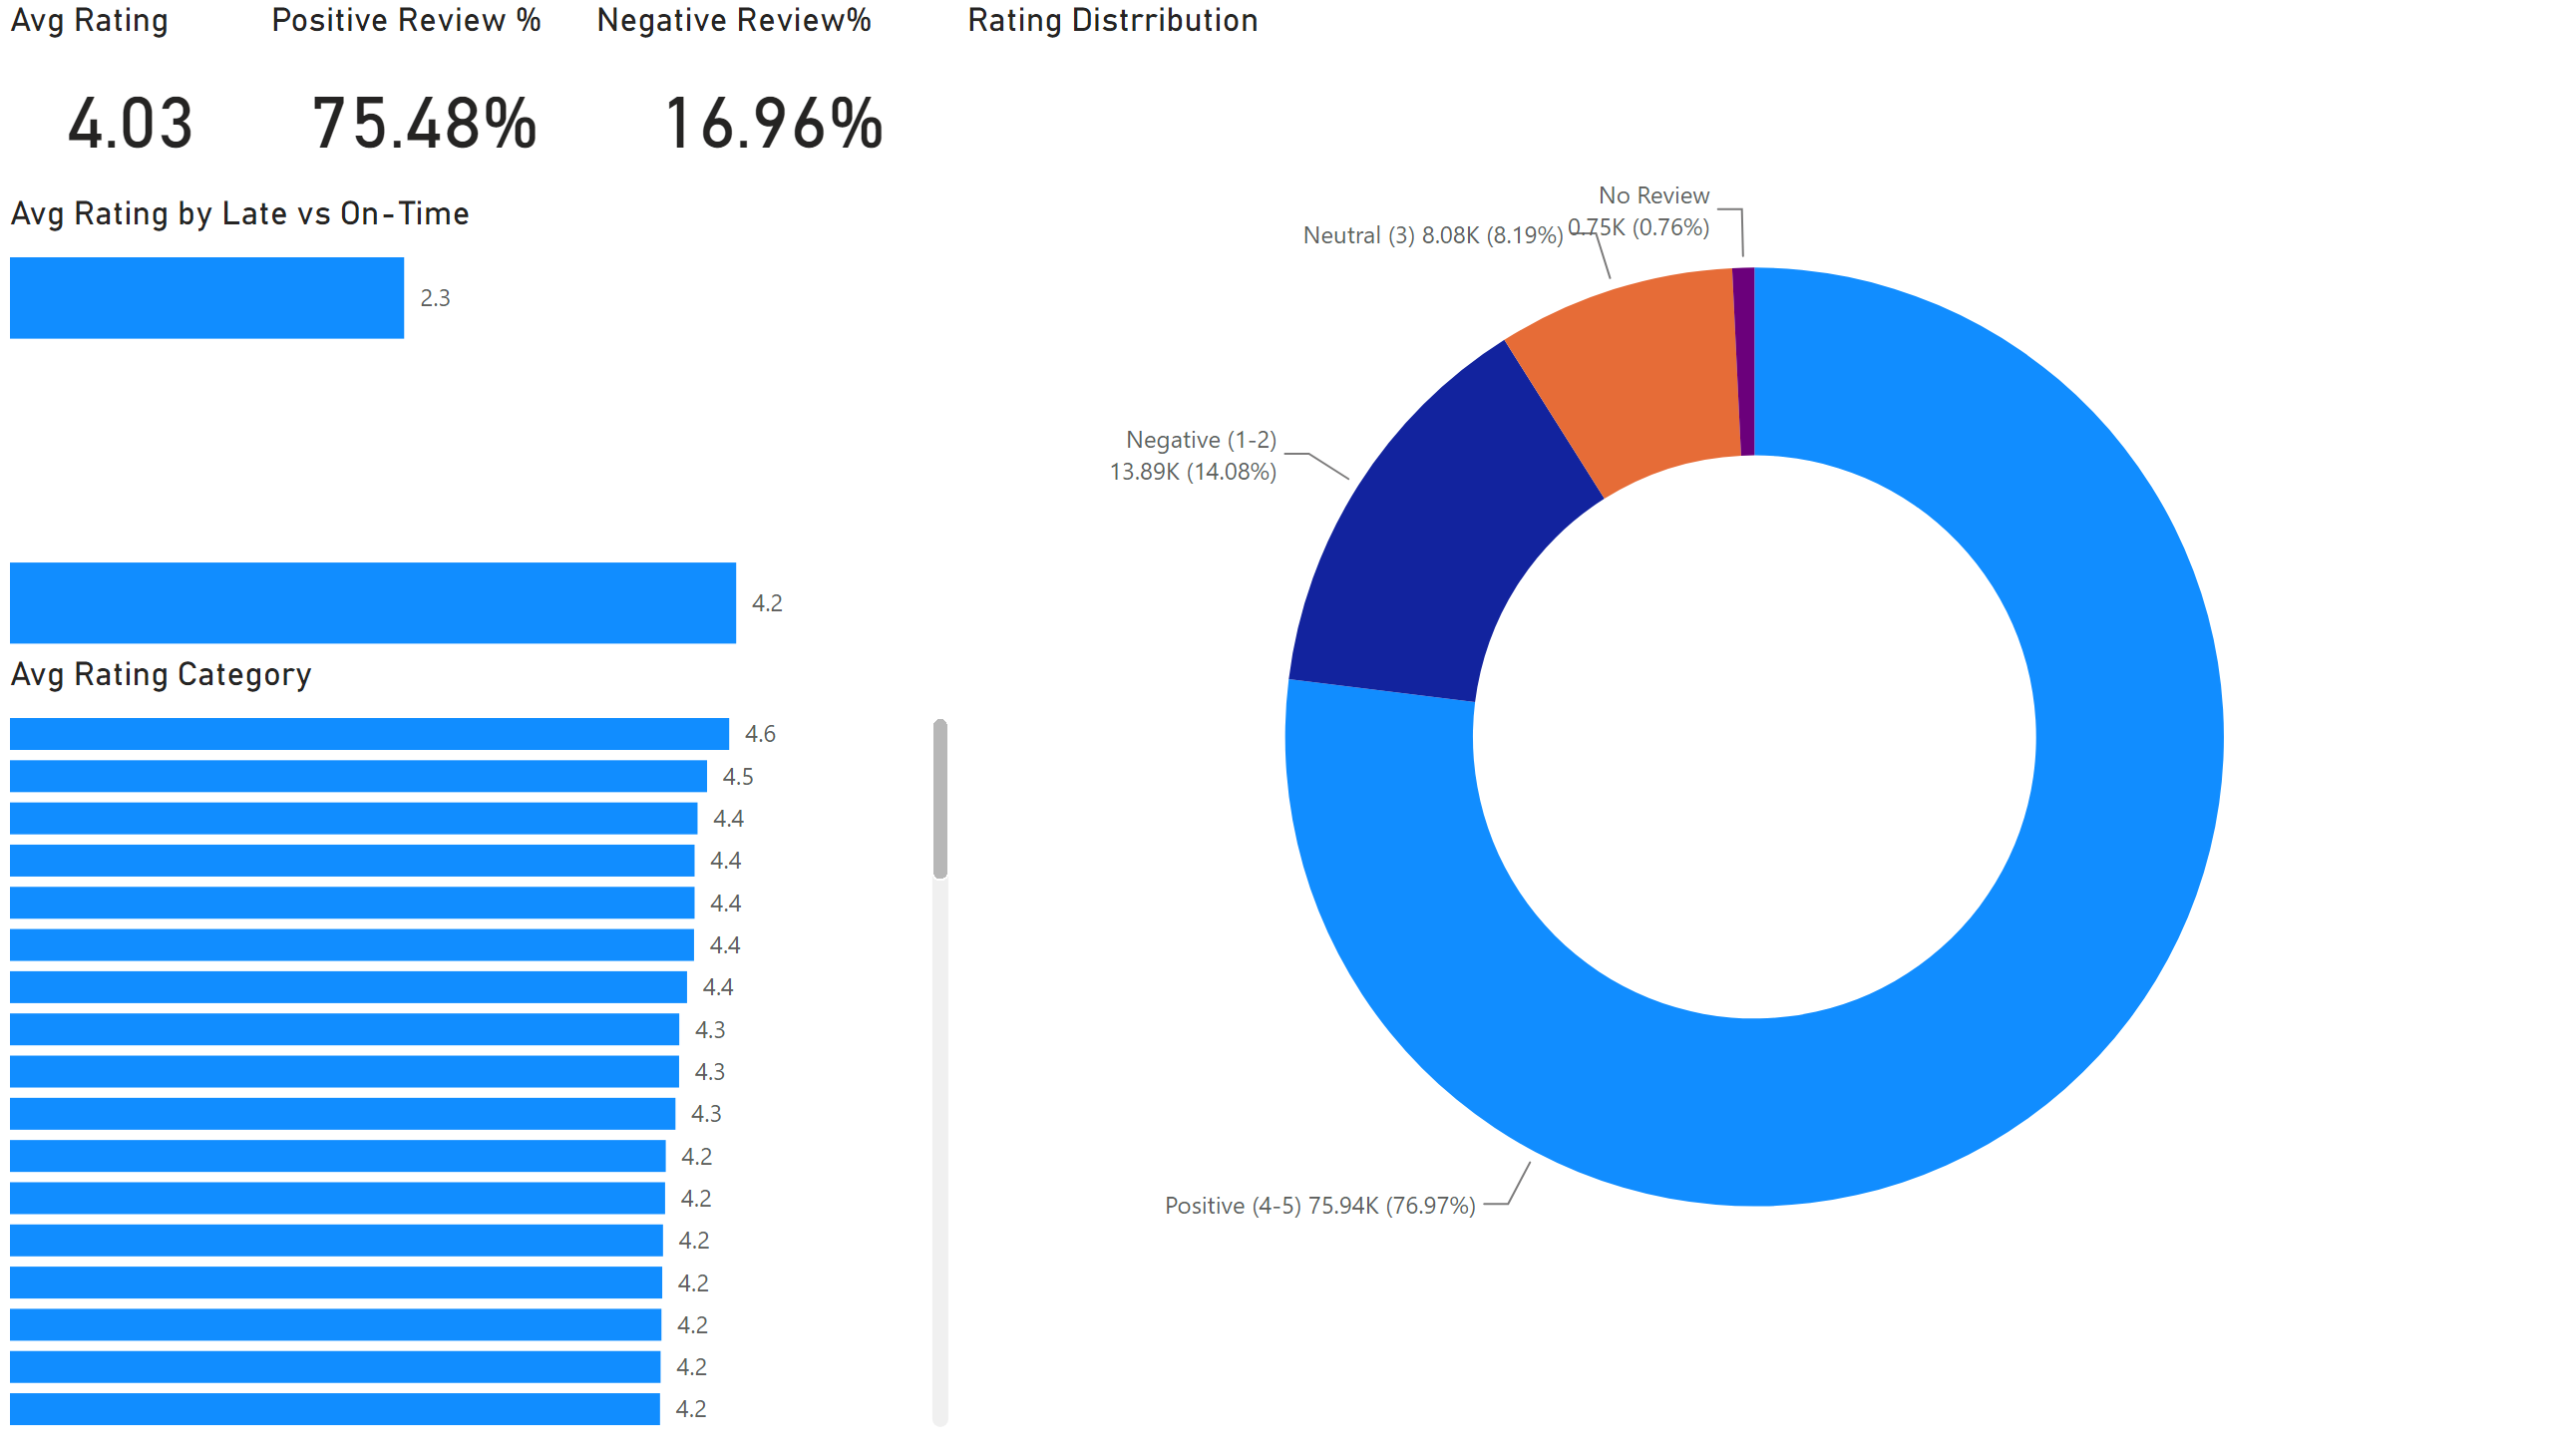 Avg Rating
4.03
Positive Review %
75.48%
Negative Review%
16.96%
Avg Rating by Late vs On-Time
2.3
4.2
Avg Rating Category
4.6
4.5
4.4
4.4
4.4
4.4
4.4
4.3
4.3
4.3
4.2
4.2
4.2
4.2
4.2
4.2
4.2
Rating Distrribution
No Review
0.75K (0.76%)
Neutral (3) 8.08K (8.19%)
Negative (1-2)
13.89K (14.08%)
Positive (4-5) 75.94K (76.97%)